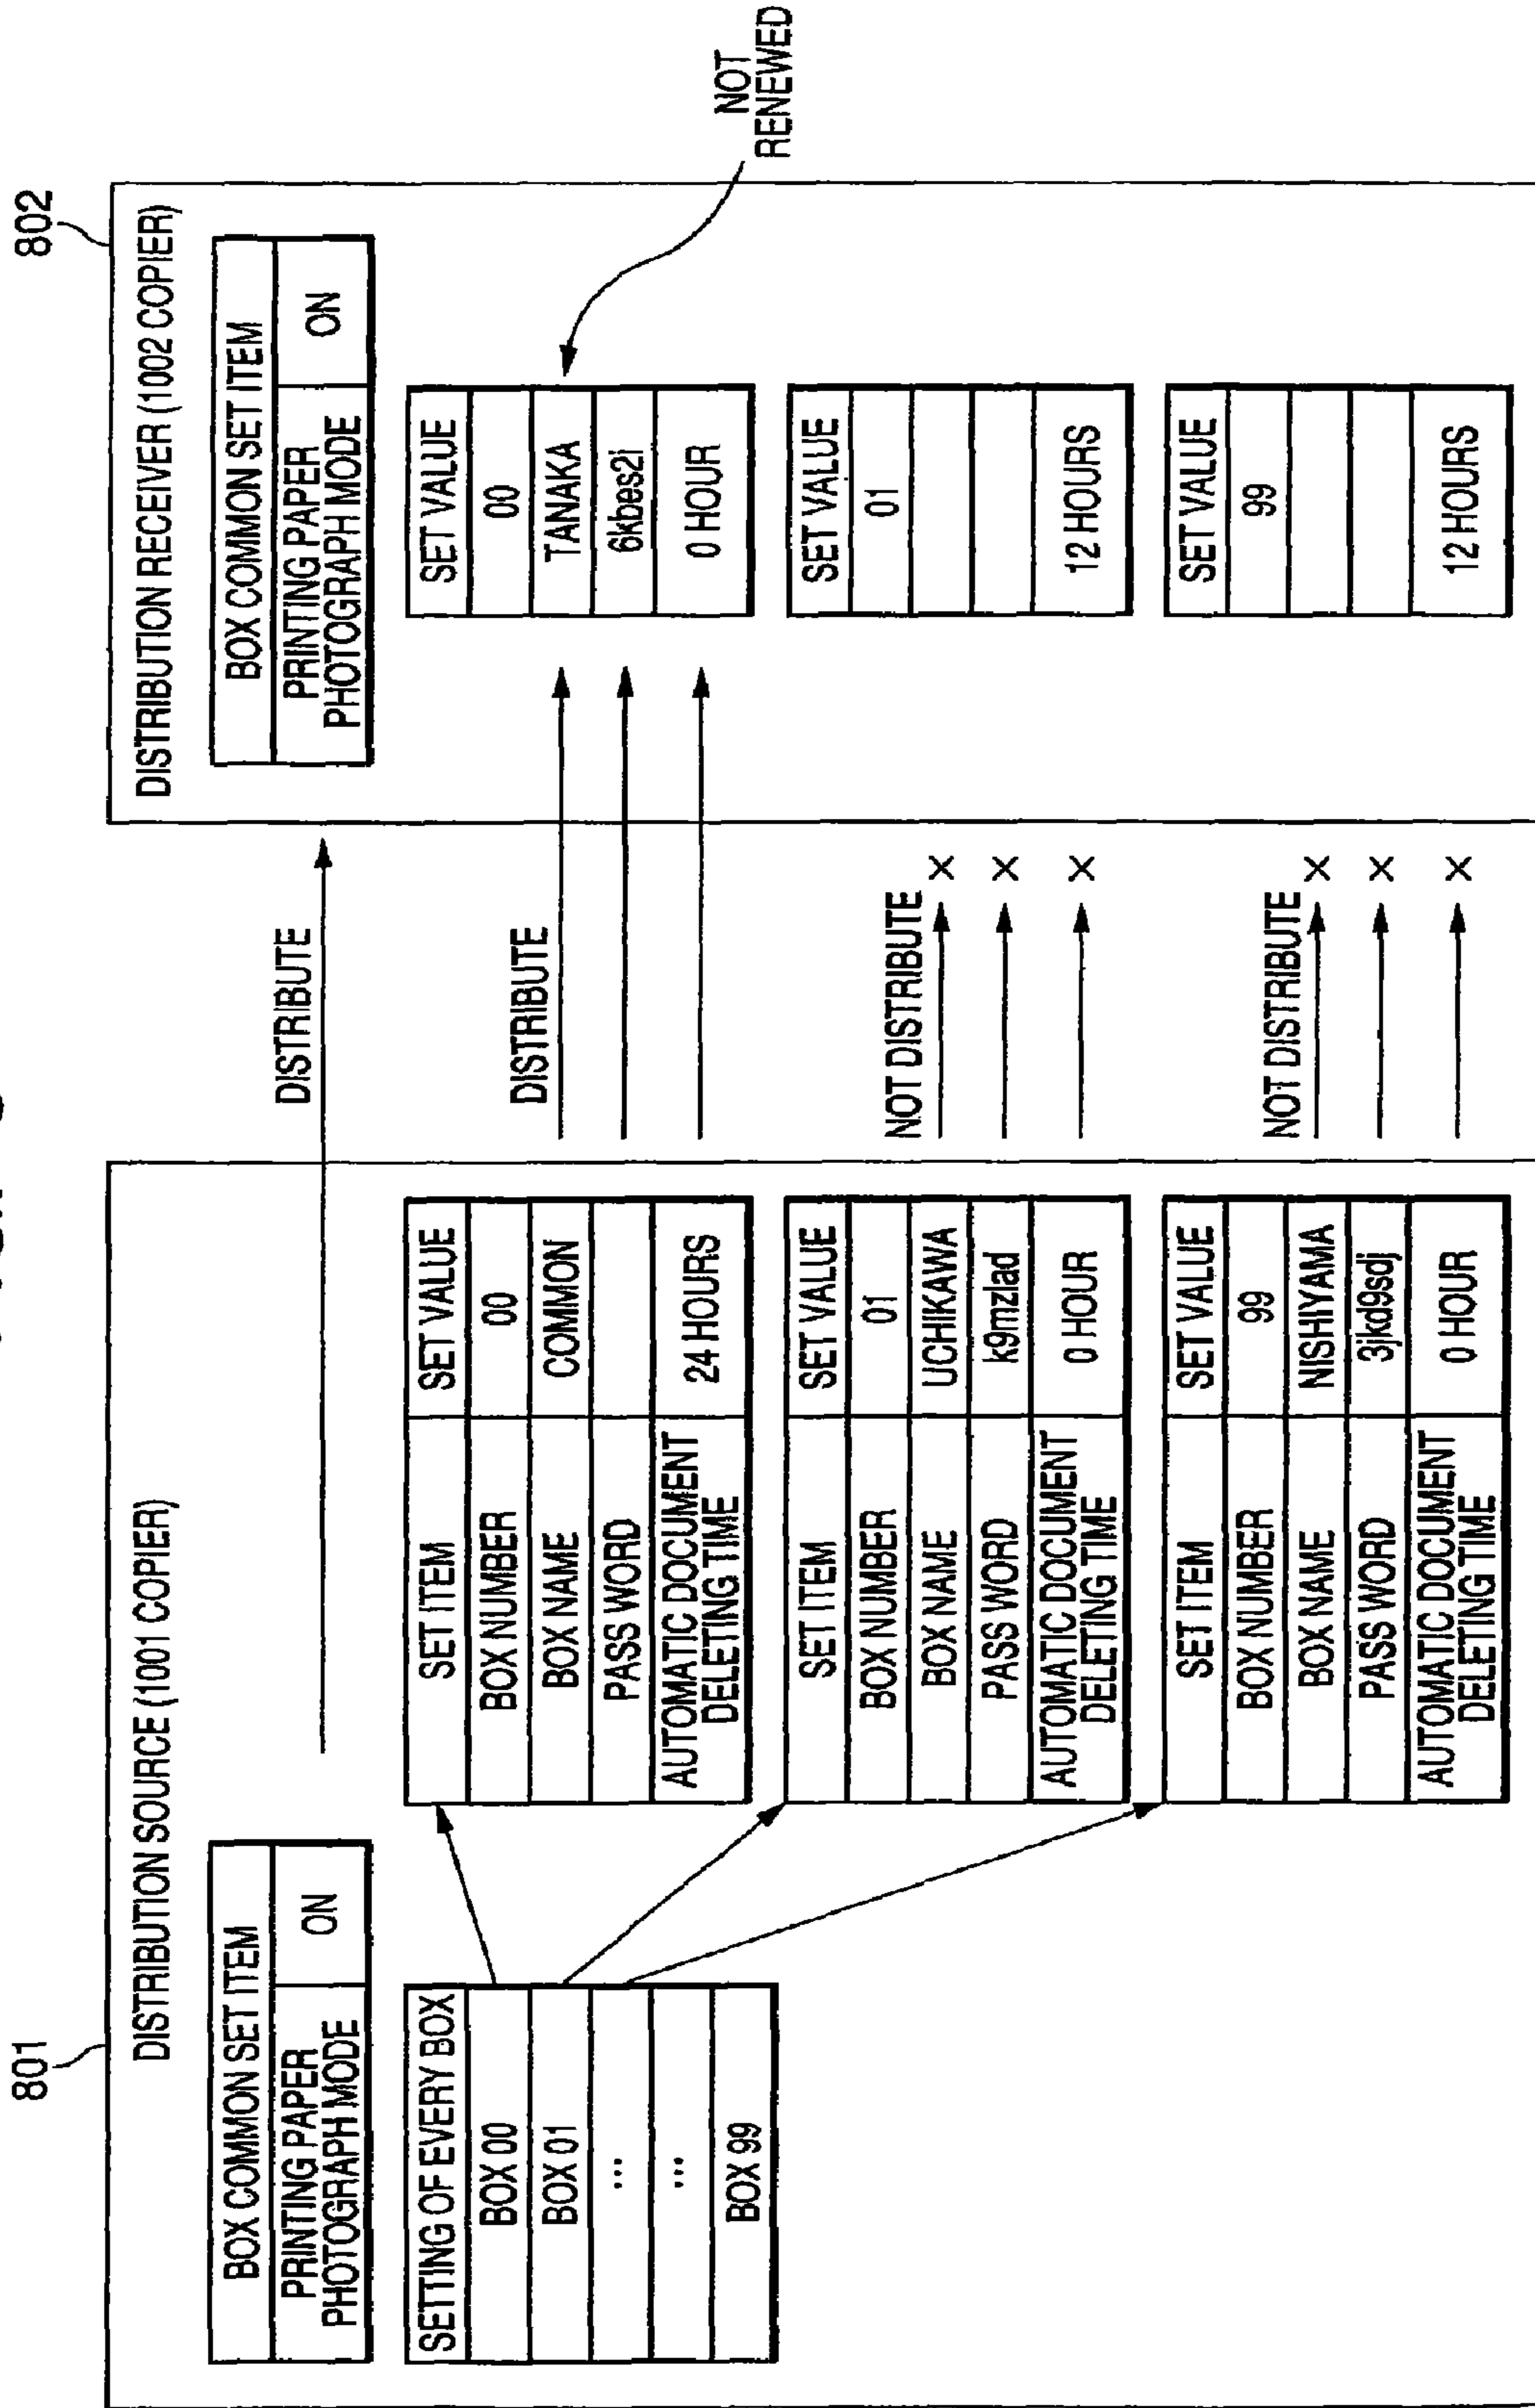 801
DISTRIBUTION SOURCE (1001 COPIER)
BOX COMMON SET ITEM
PRINTING PAPER
PHOTOGRAPH MODE
ON
SETTING OF EVERY BOX
BOX 00
BOX 01
...
...
BOX 99
SET ITEM
SET VALUE
BOX NUMBER
00
BOX NAME
COMMON
PASS WORD
AUTOMATIC DOCUMENT
DELETING TIME
24 HOURS
SET ITEM
SET VALUE
BOX NUMBER
01
BOX NAME
UCHIKAWA
PASS WORD
k9mzlad
AUTOMATIC DOCUMENT
DELETING TIME
0 HOUR
SET ITEM
SET VALUE
BOX NUMBER
99
BOX NAME
NISHIYAMA
PASS WORD
3jkd9sdj
AUTOMATIC DOCUMENT
DELETING TIME
0 HOUR
DISTRIBUTE
DISTRIBUTE
NOT DISTRIBUTE
×
×
×
NOT DISTRIBUTE
×
×
×
802
DISTRIBUTION RECEIVER (1002 COPIER)
BOX COMMON SET ITEM
PRINTING PAPER
PHOTOGRAPH MODE
ON
SET VALUE
00
TANAKA
6kbes2i
0 HOUR
SET VALUE
01
12 HOURS
SET VALUE
99
12 HOURS
NOT
RENEWED